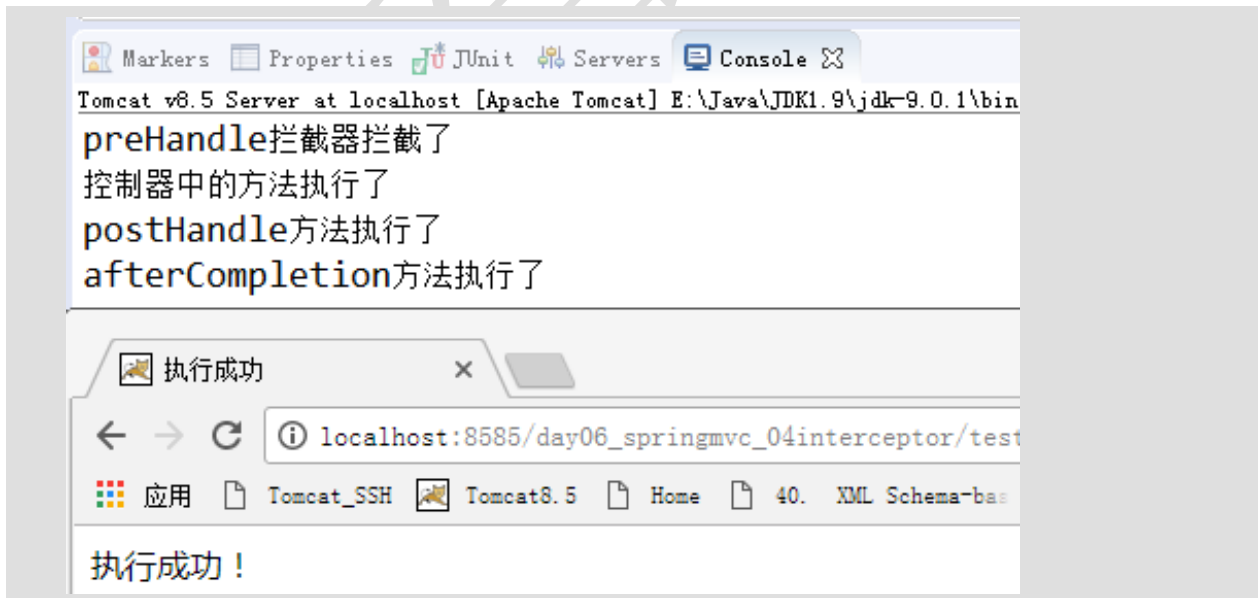 Markers Properties JUnit Servers Console
Tomcat v8.5 Server at localhost [Apache Tomcat] E:\Java\JDK1.9\jdk-9.0.1\bin
preHandle拦截器拦截了
控制器中的方法执行了
postHandle方法执行了
afterCompletion方法执行了
执行成功
localhost:8585/day06_springmvc_04interceptor/test
应用 Tomcat_SSH Tomcat8.5 Home 40. XML Schema-bas
执行成功！